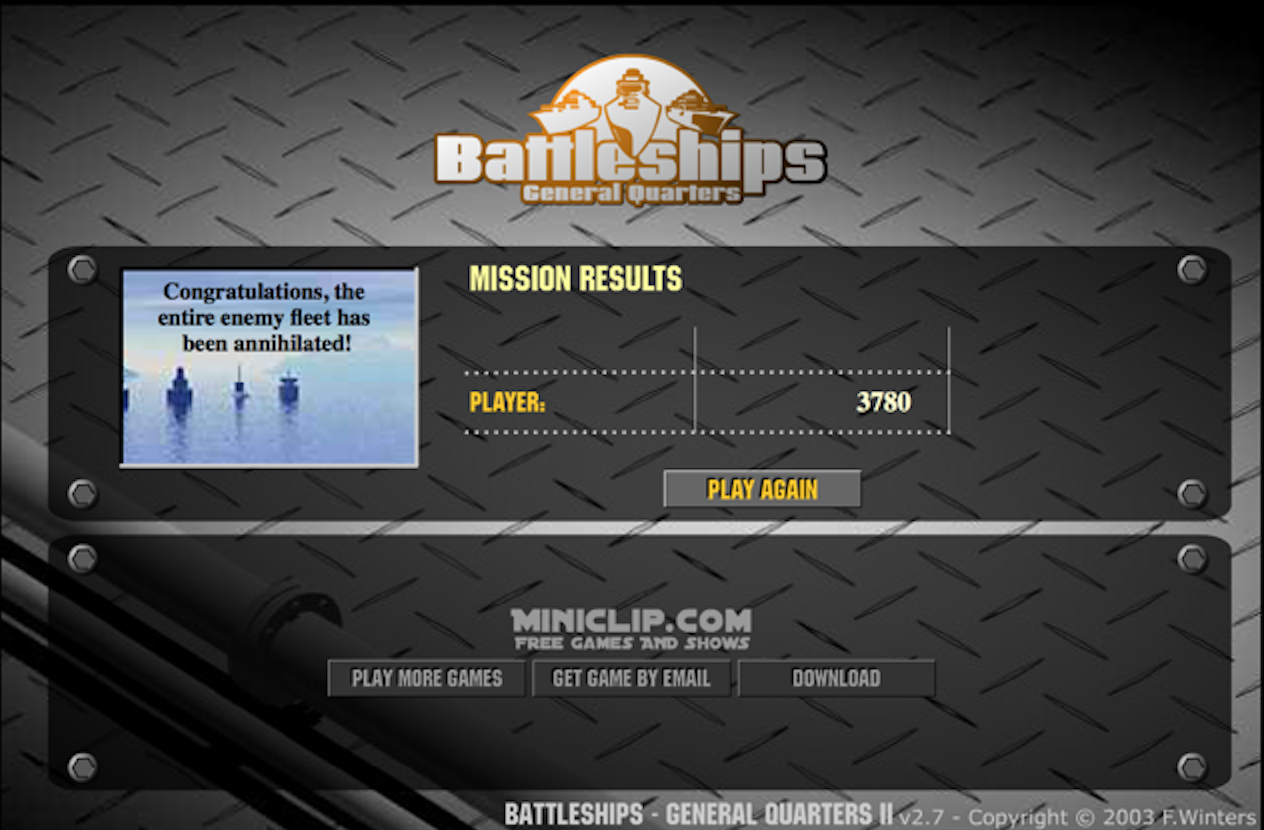 Battleships
General Quarters
Congratulations, the
entire enemy fleet has
been annihilated!
MISSION RESULTS
PLAYER: 3780
PLAY AGAIN
MINICLIP.COM
FREE GAMES AND SHOWS
PLAY MORE GAMES GET GAME BY EMAIL DOWNLOAD
BATTLESHIPS - GENERAL QUARTERS II v2.7 - Copyright © 2003 F.Winters